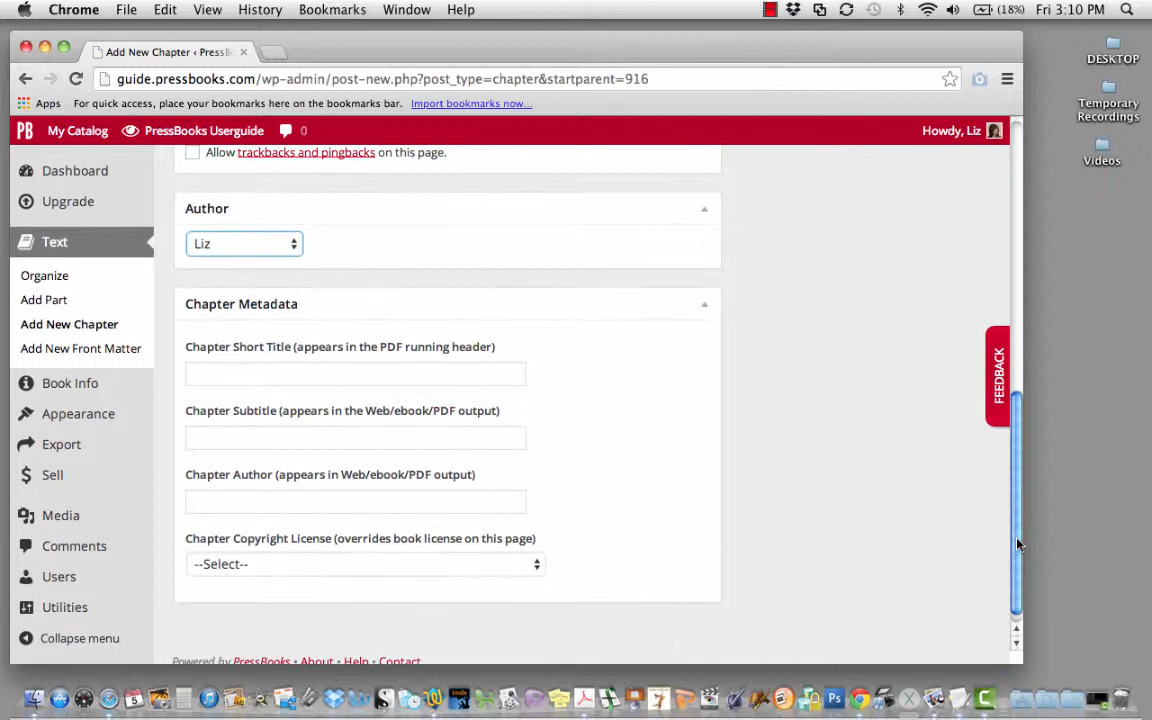 Chrome File Edit View History Bookmarks Window Help (18%) Fri 3:10 PM
Add New Chapter ‹ PressB
guide.pressbooks.com/wp-admin/post-new.php?post_type=chapter&startparent=916
Apps For quick access, place your bookmarks here on the bookmarks bar. Import bookmarks now...
PB My Catalog PressBooks Userguide 0 Howdy, Liz
DESKTOP
Temporary
Recordings
Videos
Dashboard
Upgrade
Text
Organize
Add Part
Add New Chapter
Add New Front Matter
Book Info
Appearance
Export
$ Sell
Media
Comments
Users
Utilities
Collapse menu
Allow trackbacks and pingbacks on this page.
Author
Liz
Chapter Metadata
Chapter Short Title (appears in the PDF running header)
Chapter Subtitle (appears in the Web/ebook/PDF output)
Chapter Author (appears in Web/ebook/PDF output)
Chapter Copyright License (overrides book license on this page)
--Select--
Powered by PressBooks • About • Help • Contact
FEEDBACK